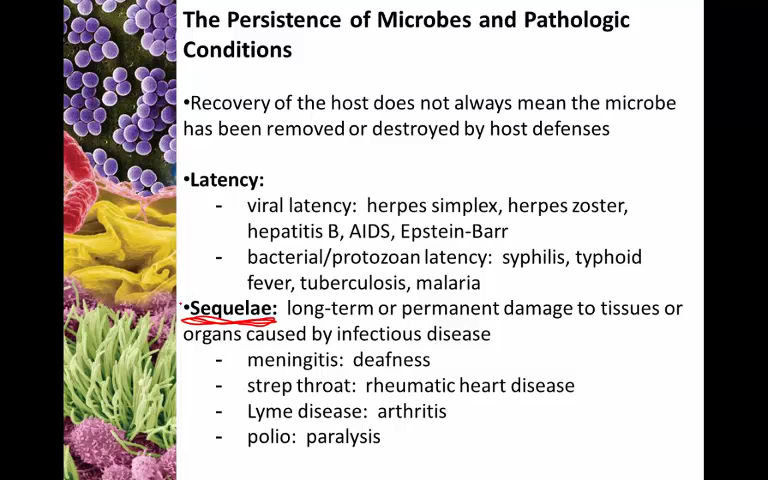 The Persistence of Microbes and Pathologic
Conditions
•Recovery of the host does not always mean the microbe
has been removed or destroyed by host defenses
•Latency:
- viral latency: herpes simplex, herpes zoster,
hepatitis B, AIDS, Epstein-Barr
- bacterial/protozoan latency: syphilis, typhoid
fever, tuberculosis, malaria
•Sequelae: long-term or permanent damage to tissues or
organs caused by infectious disease
- meningitis: deafness
- strep throat: rheumatic heart disease
- Lyme disease: arthritis
- polio: paralysis